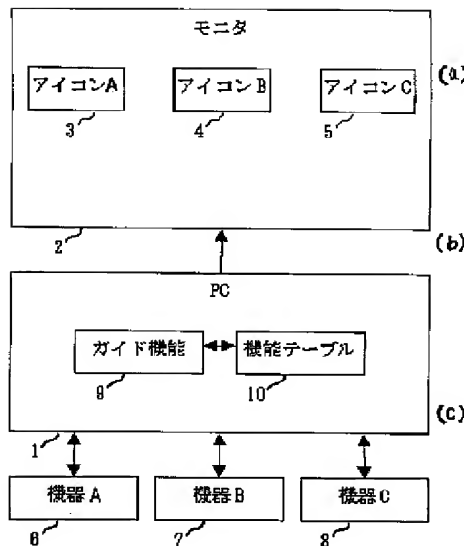 モニタ
アイコンA アイコンB アイコンC (a)
3 4 5
2 (b)
PC
ガイド機能 機能テーブル
9 10
1 (c)
機器A 機器B 機器C
6 7 8